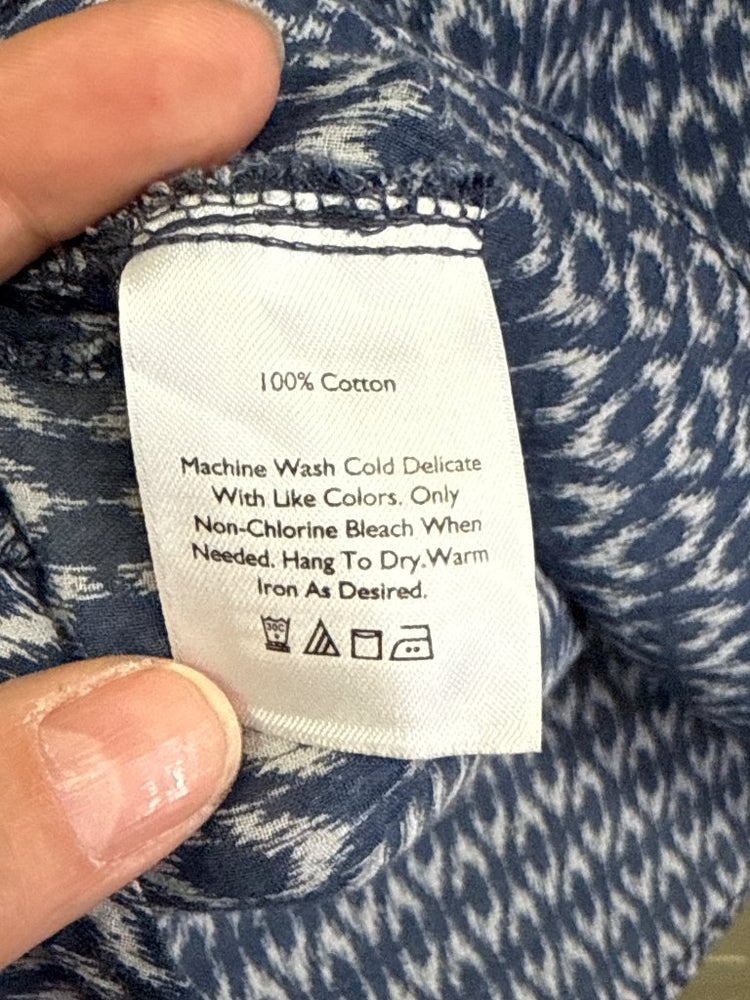 100% Cotton
Machine Wash Cold Delicate
With Like Colors. Only
Non-Chlorine Bleach When
Needed. Hang To Dry.Warm
Iron As Desired.
30C